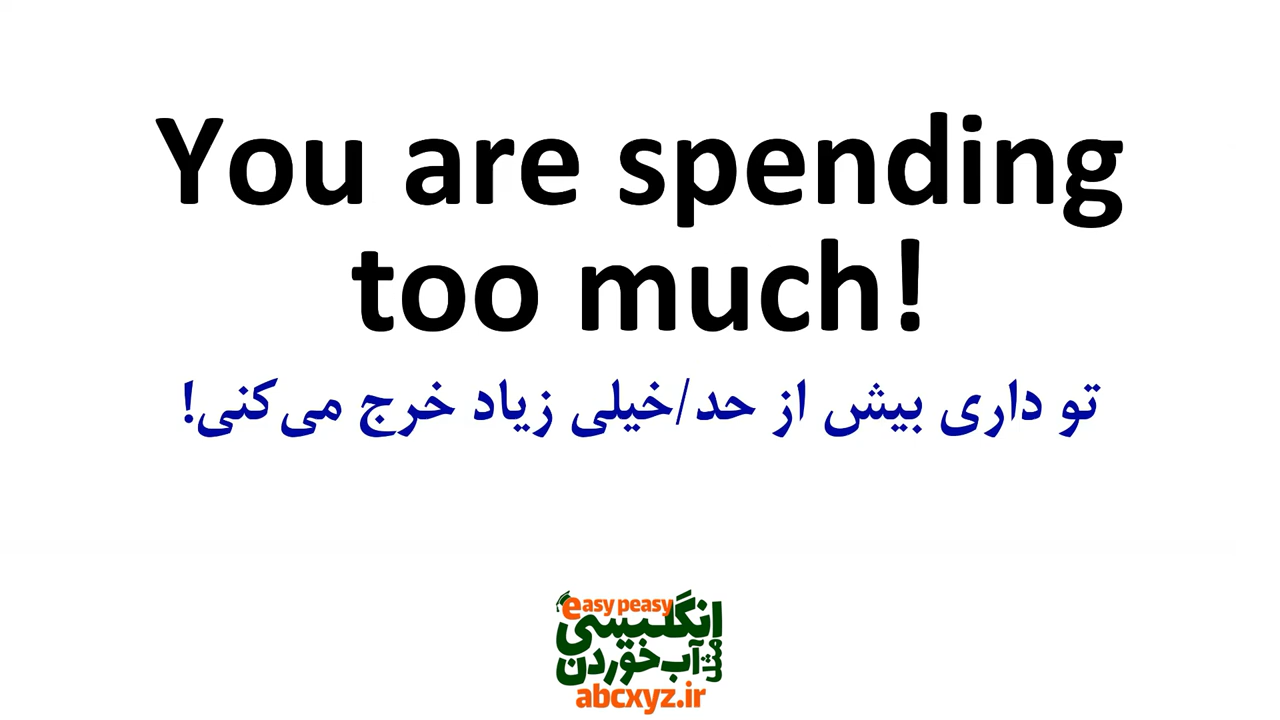 You are spending
too much!
تو داری بیش از حد/خیلی زیاد خرج می‌کنی!
easy peasy
انگلیسی
مثل آب خوردن
abcxyz.ir